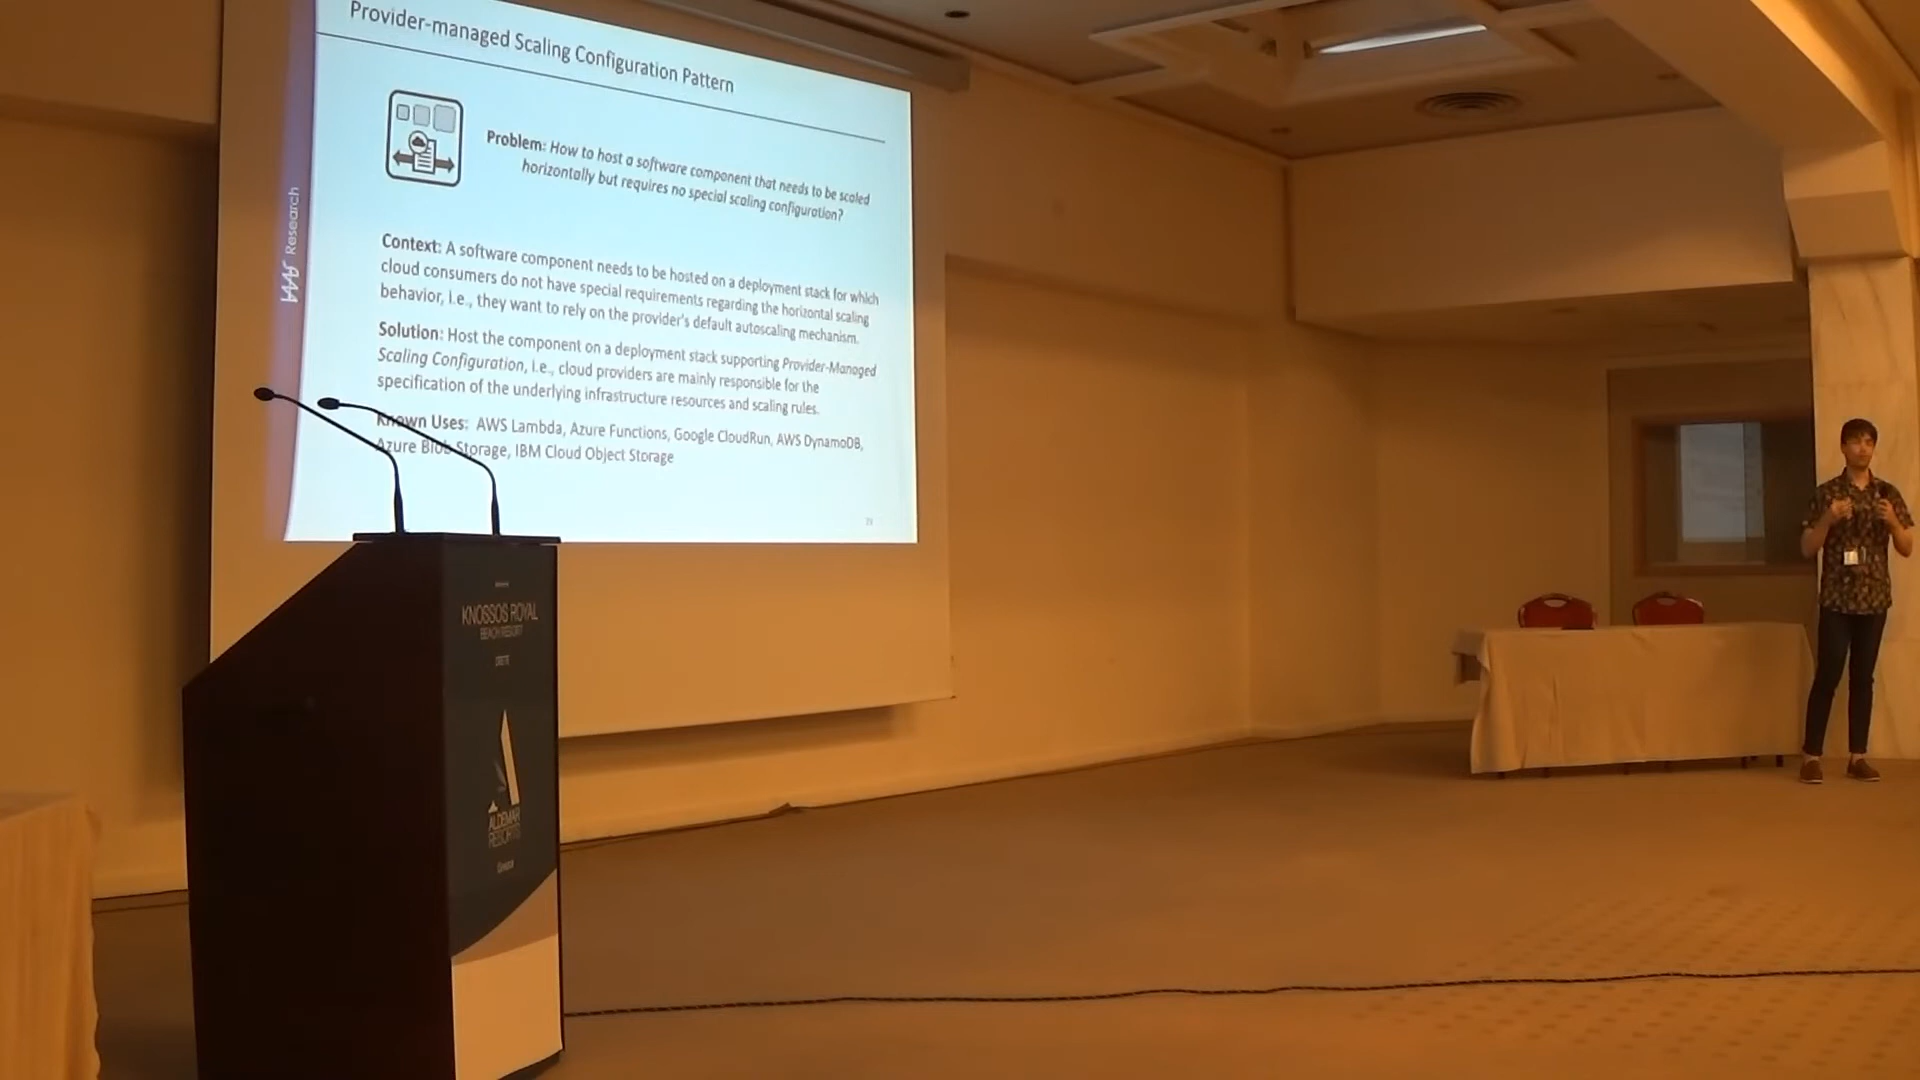 Provider-managed Scaling Configuration Pattern
Problem: How to host a software component that needs to be scaled
horizontally but requires no special scaling configuration?
Context: A software component needs to be hosted on a deployment stack for which
cloud consumers do not have special requirements regarding the horizontal scaling
behavior, i.e., they want to rely on the provider's default autoscaling mechanism.
Solution: Host the component on a deployment stack supporting Provider-Managed
Scaling Configuration, i.e., cloud providers are mainly responsible for the
specification of the underlying infrastructure resources and scaling rules.
Known Uses: AWS Lambda, Azure Functions, Google CloudRun, AWS DynamoDB,
Azure Blob Storage, IBM Cloud Object Storage
Research
KNOSSOS ROYAL
BEACH RESORT
CRETE
ALDEMAR
RESORTS